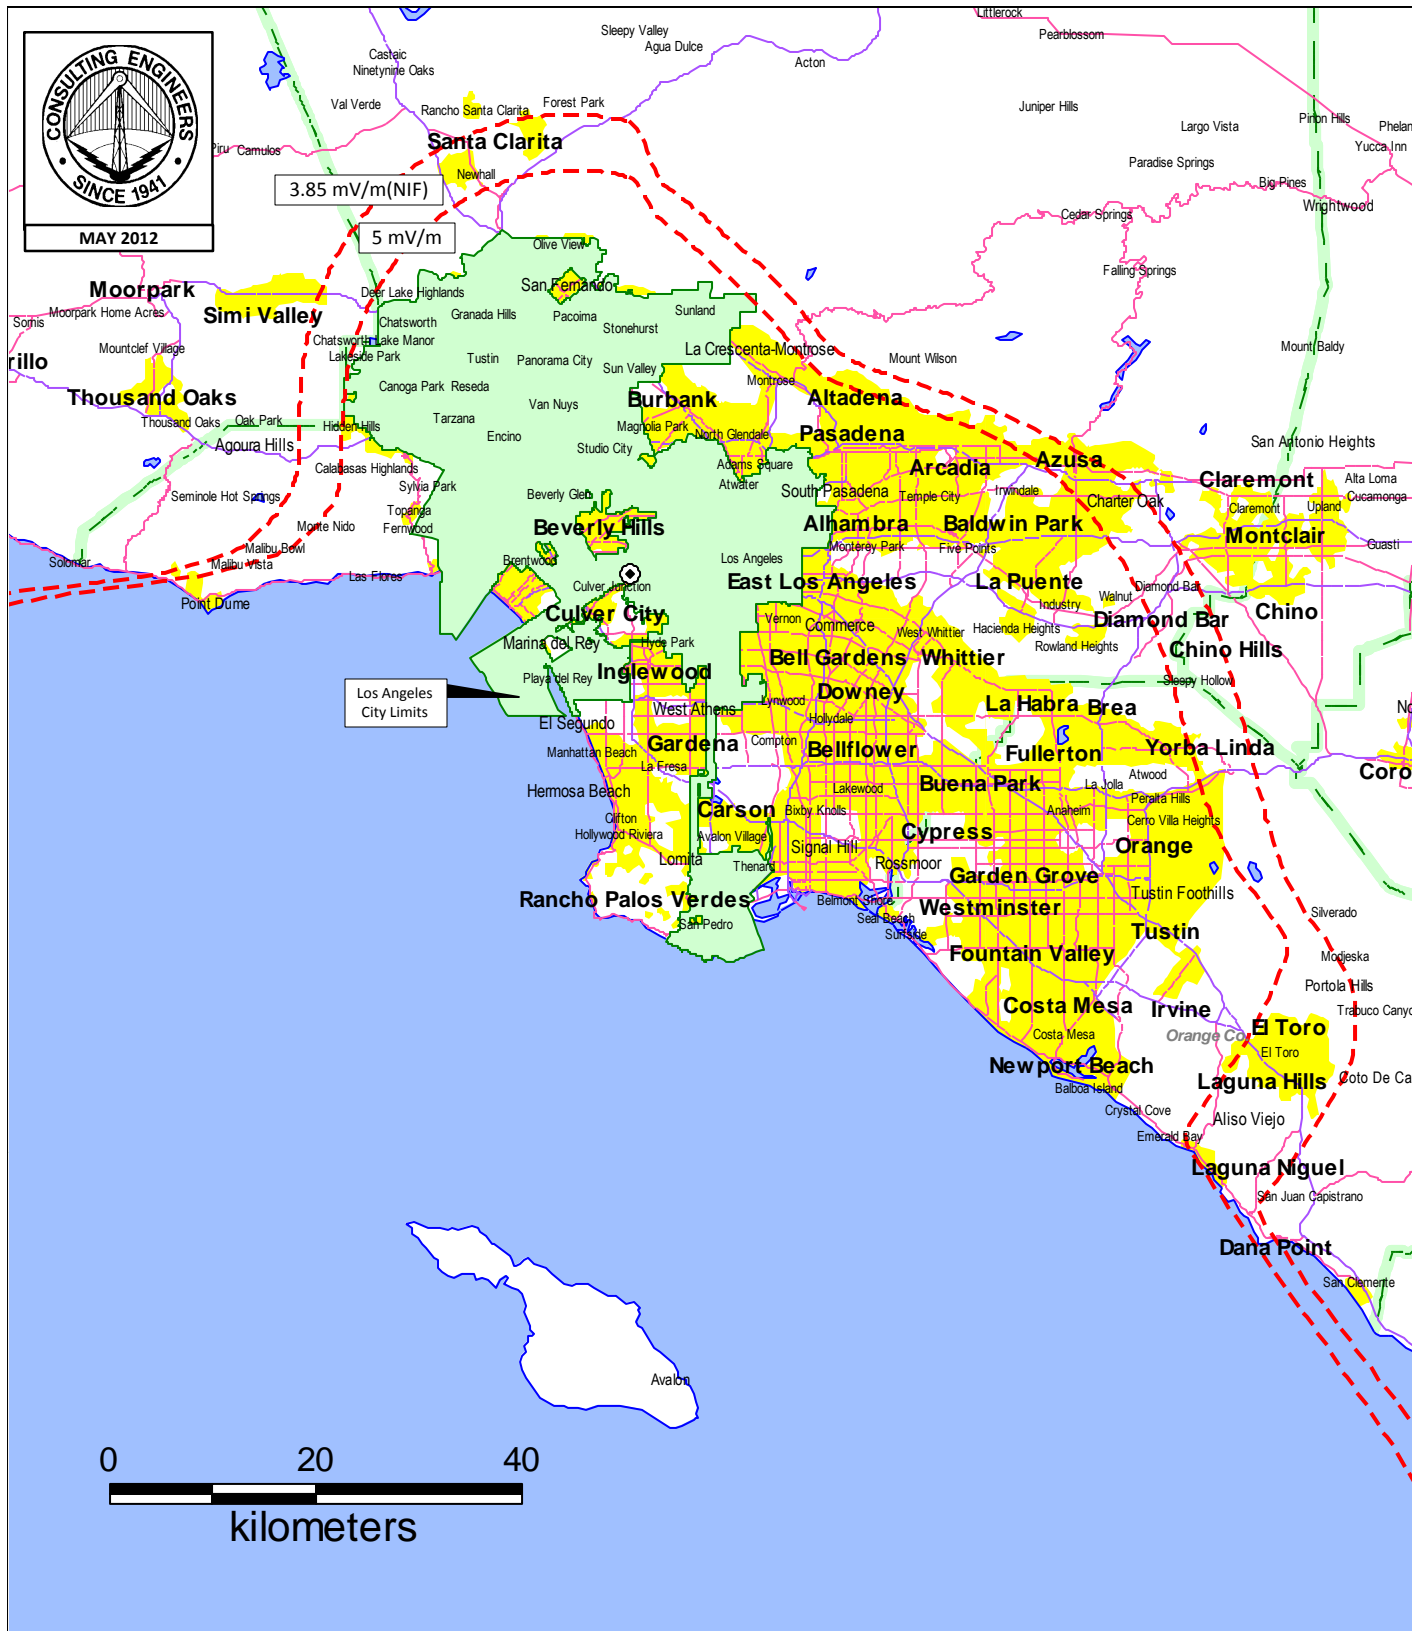 Littlerock
Sleepy Valley
Pearblossom
Agua Dulce
Castaic
Acton
Ninetynine Oaks
CONSULTING ENGINEERS
• SINCE 1941 •
MAY 2012
Val Verde
Rancho Santa Clarita
Forest Park
Juniper Hills
Pinon Hills
Largo Vista
Phelan
Santa Clarita
Piru
Camulos
Yucca Inn
Paradise Springs
Newhall
Big Pines
3.85 mV/m(NIF)
Wrightwood
Cedar Springs
5 mV/m
Olive View
Falling Springs
Moorpark
San Fernando
Deer Lake Highlands
Simi Valley
Moorpark Home Acres
Somis
Granada Hills
Pacoima
Sunland
Chatsworth
Stonehurst
Chatsworth Lake Manor
Mount Baldy
Mountclef Village
Lakeside Park
La Crescenta-Montrose
rillo
Tustin
Panorama City
Mount Wilson
Sun Valley
Montrose
Canoga Park
Reseda
Thousand Oaks
Burbank
Altadena
Van Nuys
Thousand Oaks
Oak Park
Hidden Hills
Tarzana
Magnolia Park
North Glendale
Pasadena
Encino
Agoura Hills
Studio City
San Antonio Heights
Calabasas Highlands
Adams Square
Arcadia
Azusa
Claremont
Alta Loma
Sylvia Park
Atwater
South Pasadena
Irwindale
Seminole Hot Springs
Beverly Glen
Temple City
Charter Oak
Cucamonga
Topanga
Claremont
Upland
Monte Nido
Fernwood
Beverly Hills
Alhambra
Baldwin Park
Montclair
Malibu Bowl
Monterey Park
Five Points
Guasti
Solomar
Malibu Vista
Brentwood
Los Angeles
Las Flores
Culver Junction
East Los Angeles
La Puente
Diamond Bar
Point Dume
Walnut
Industry
Culver City
Vernon
Commerce
Diamond Bar
Chino
Hacienda Heights
West Whittier
Marina del Rey
Hyde Park
Rowland Heights
Chino Hills
Bell Gardens
Whittier
Inglewood
Playa del Rey
Sleepy Hollow
Los Angeles
City Limits
Downey
Lynwood
La Habra
Brea
No
West Athens
El Segundo
Hollydale
Gardena
Compton
Bellflower
Fullerton
Yorba Linda
Manhattan Beach
La Fresa
Coro
Atwood
Buena Park
La Jolla
Hermosa Beach
Lakewood
Peralta Hills
Carson
Bixby Knolls
Anaheim
Clifton
Cerro Villa Heights
Hollywood Riviera
Avalon Village
Cypress
Orange
Signal Hill
Lomita
Thenard
Rossmoor
Garden Grove
Tustin Foothills
Rancho Palos Verdes
Belmont Shore
Westminster
Silverado
San Pedro
Seal Beach
Surfside
Tustin
Fountain Valley
Modjeska
Portola Hills
Costa Mesa
Irvine
Trabuco Canyo
El Toro
Costa Mesa
Orange Co
El Toro
Newport Beach
Laguna Hills
Coto De Ca
Balboa Island
Crystal Cove
Aliso Viejo
Emerald Bay
Laguna Niguel
San Juan Capistrano
Dana Point
San Clemente
Avalon
0 20 40
kilometers